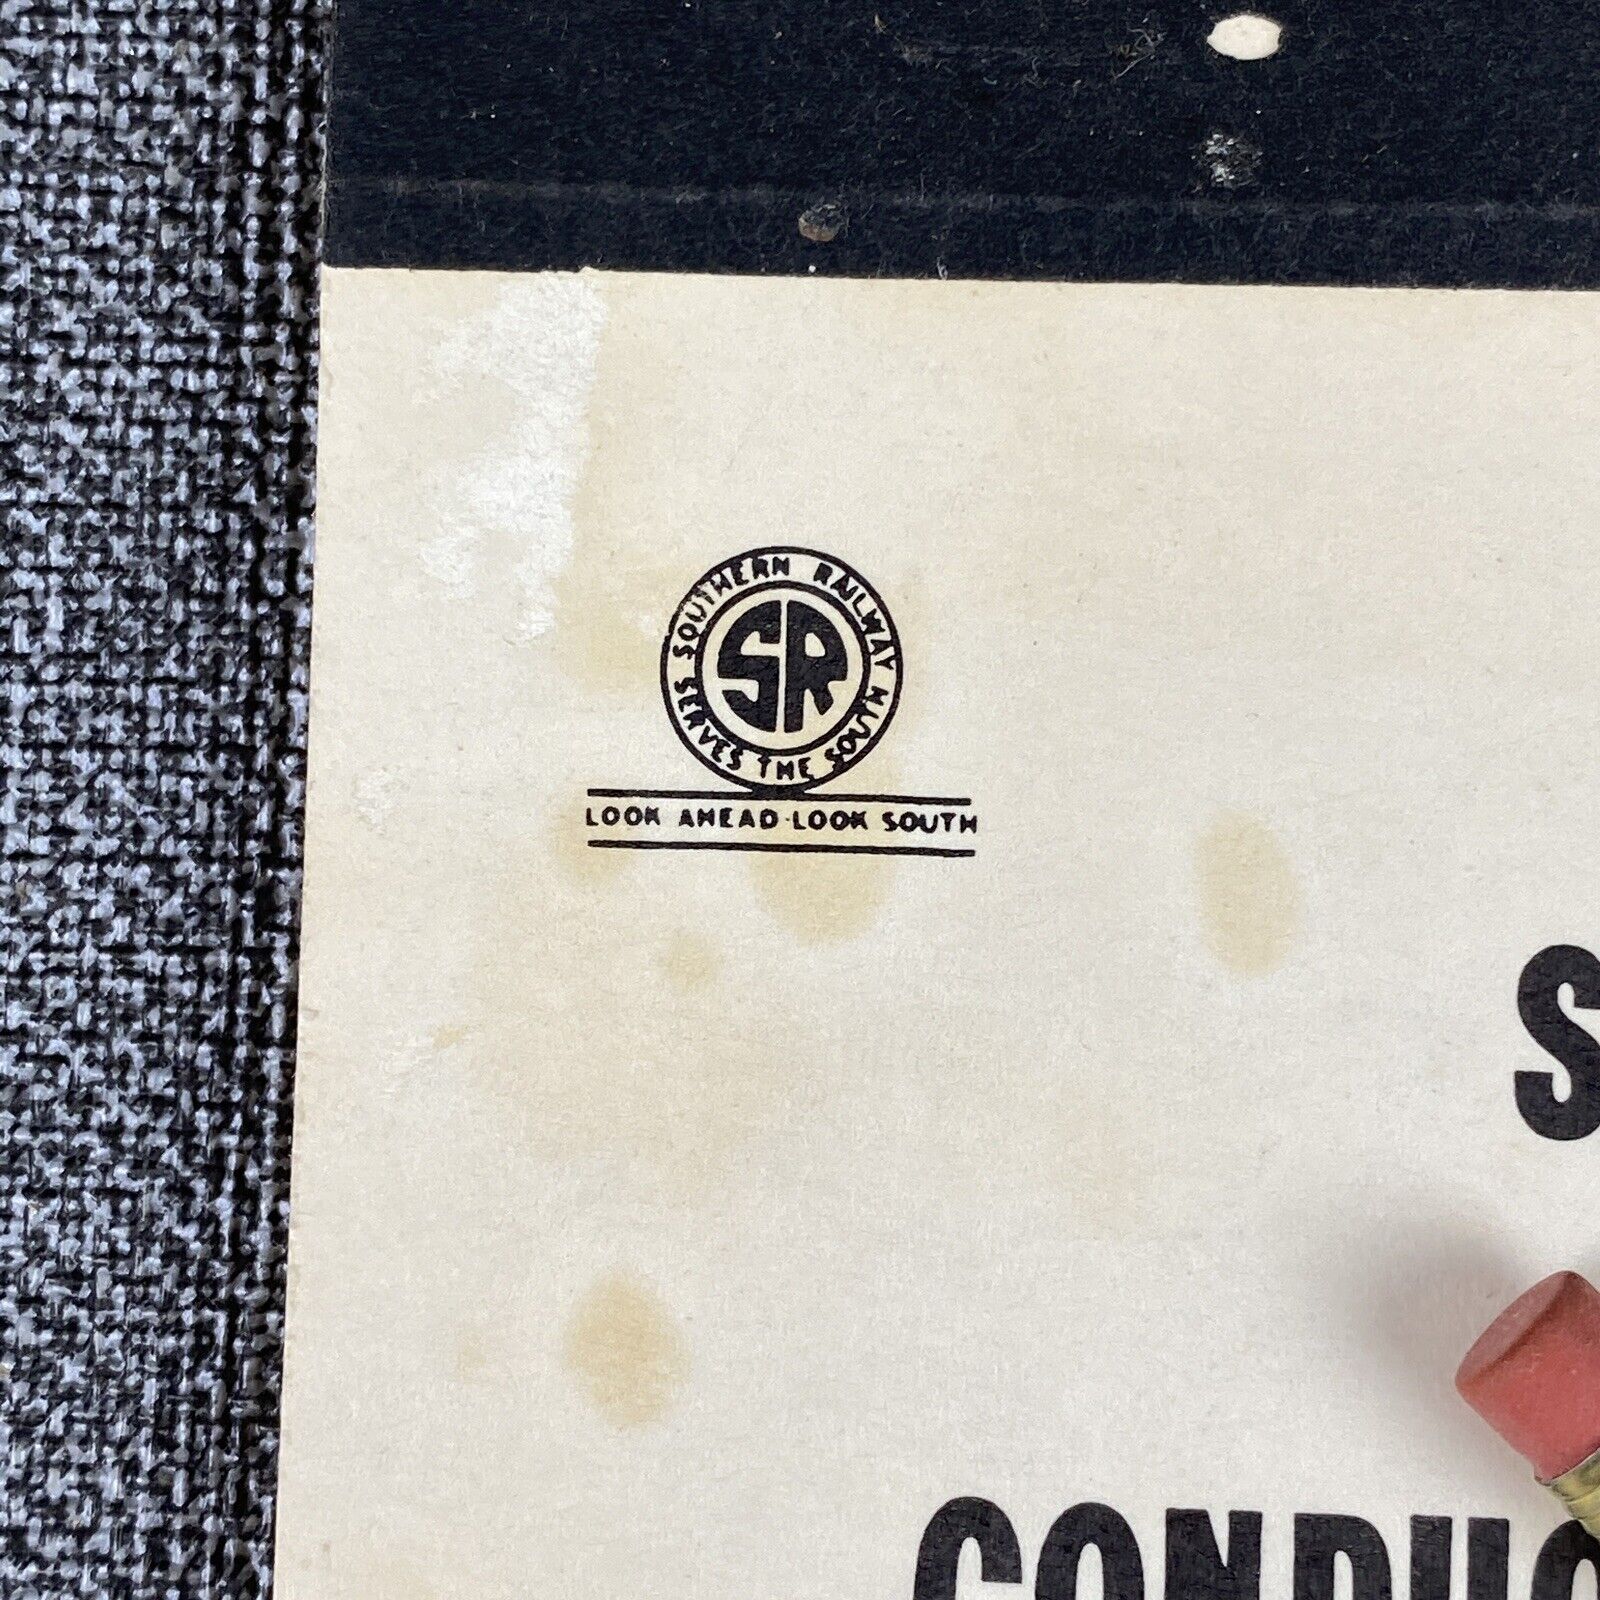 SOUTHERN RAILWAY
SR
SERVES THE SOUTH
LOOK AHEAD-LOOK SOUTH